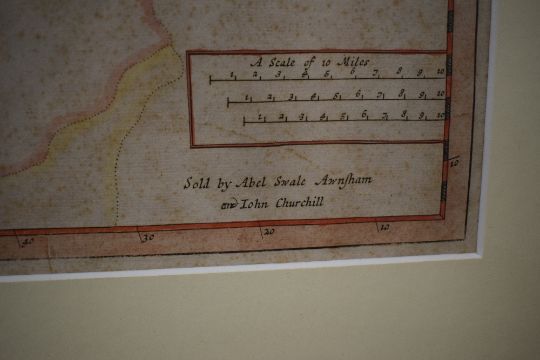 A Scale of 10 Miles
1 2 3 4 5 6 7 8 9 10
1 2 3 4 5 6 7 8 9 10
1 2 3 4 5 6 7 8 9 10
Sold by Abel Swale Awnſham
and Iohn Churchill
10
40 30 20 10